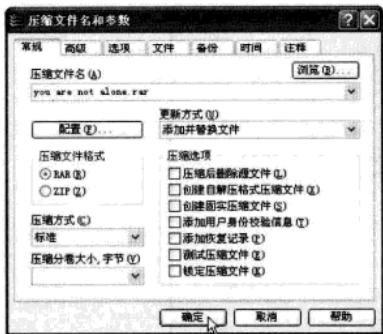 压缩文件名和参数
常规 高级 选项 文件 备份 时间 注释
压缩文件名(A)
浏览(B)...
you are not alone.rar
更新方式(U)
配置(F)...
添加并替换文件
压缩文件格式
RAR(R)
ZIP(Z)
压缩方式(C)
标准
压缩分卷大小,字节(V)
压缩选项
压缩后删除源文件(L)
创建自解压格式压缩文件(X)
创建固实压缩文件(S)
添加用户身份校验信息(T)
添加恢复记录(P)
测试压缩文件(K)
锁定压缩文件(K)
确定 取消 帮助